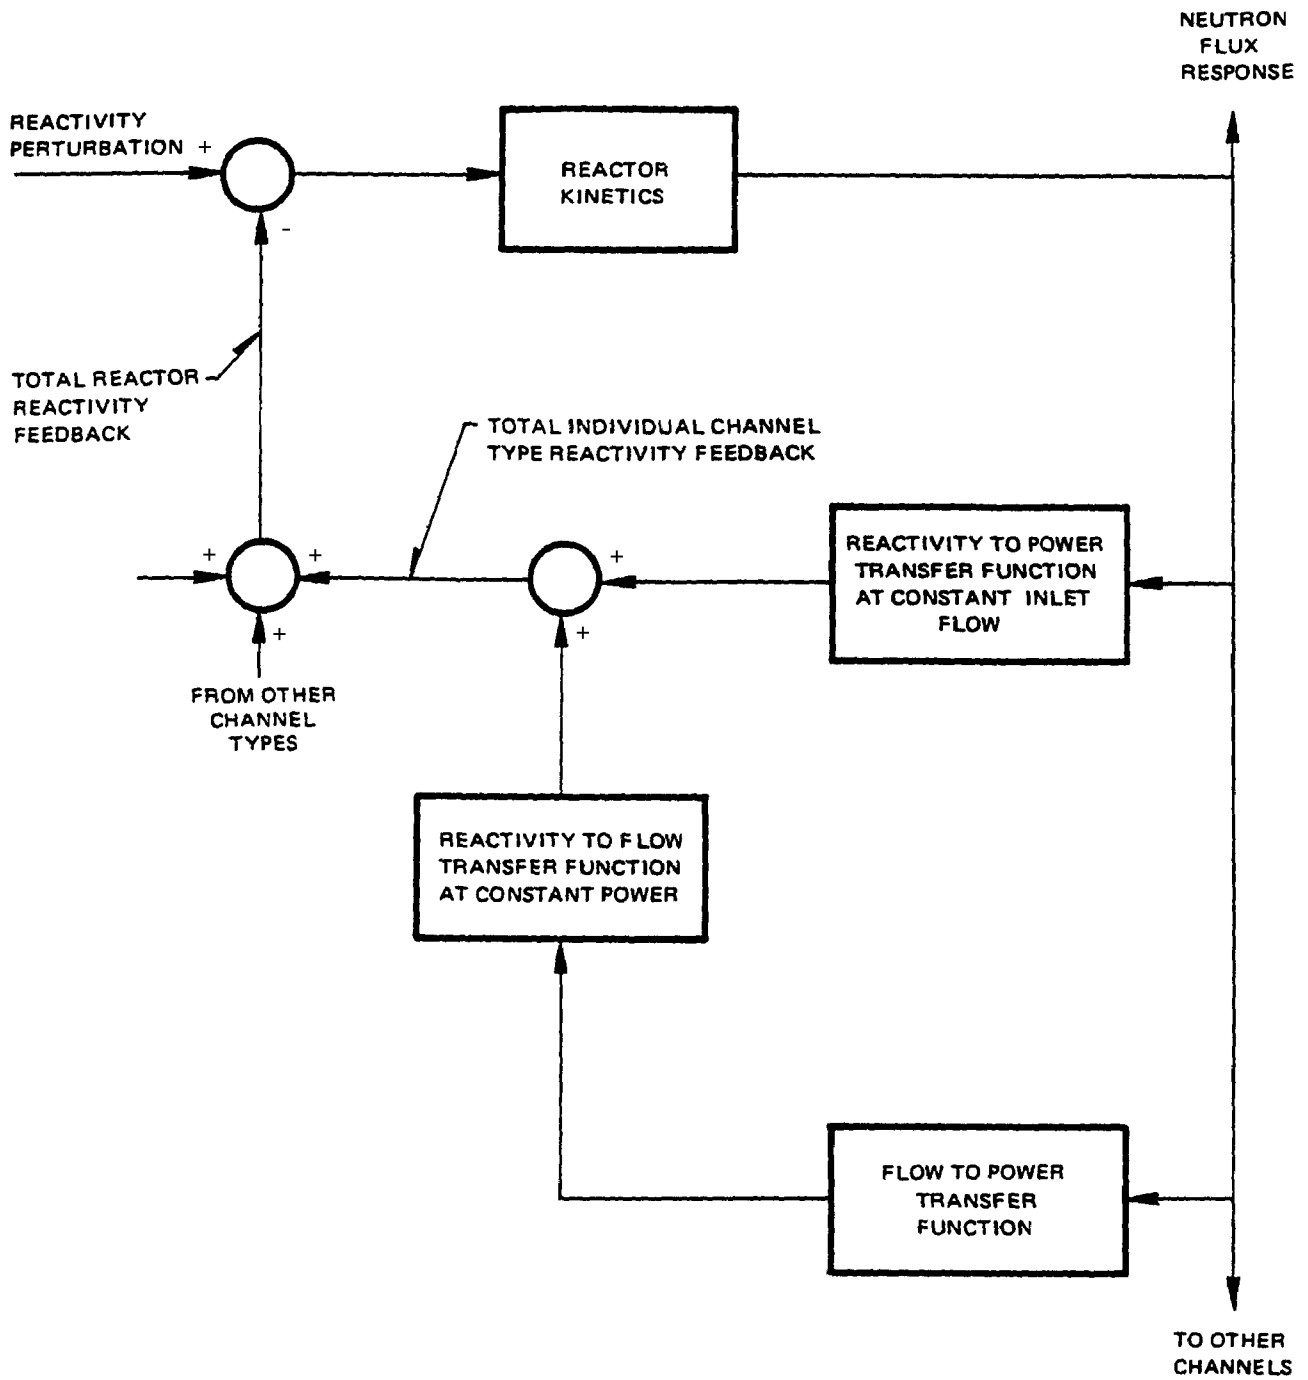 NEUTRON
FLUX
RESPONSE
REACTIVITY
PERTURBATION +
REACTOR
KINETICS
-
TOTAL REACTOR
REACTIVITY
FEEDBACK
TOTAL INDIVIDUAL CHANNEL
TYPE REACTIVITY FEEDBACK
+ + +
REACTIVITY TO POWER
TRANSFER FUNCTION
AT CONSTANT INLET
FLOW
+ +
FROM OTHER
CHANNEL
TYPES
REACTIVITY TO FLOW
TRANSFER FUNCTION
AT CONSTANT POWER
FLOW TO POWER
TRANSFER
FUNCTION
TO OTHER
CHANNELS